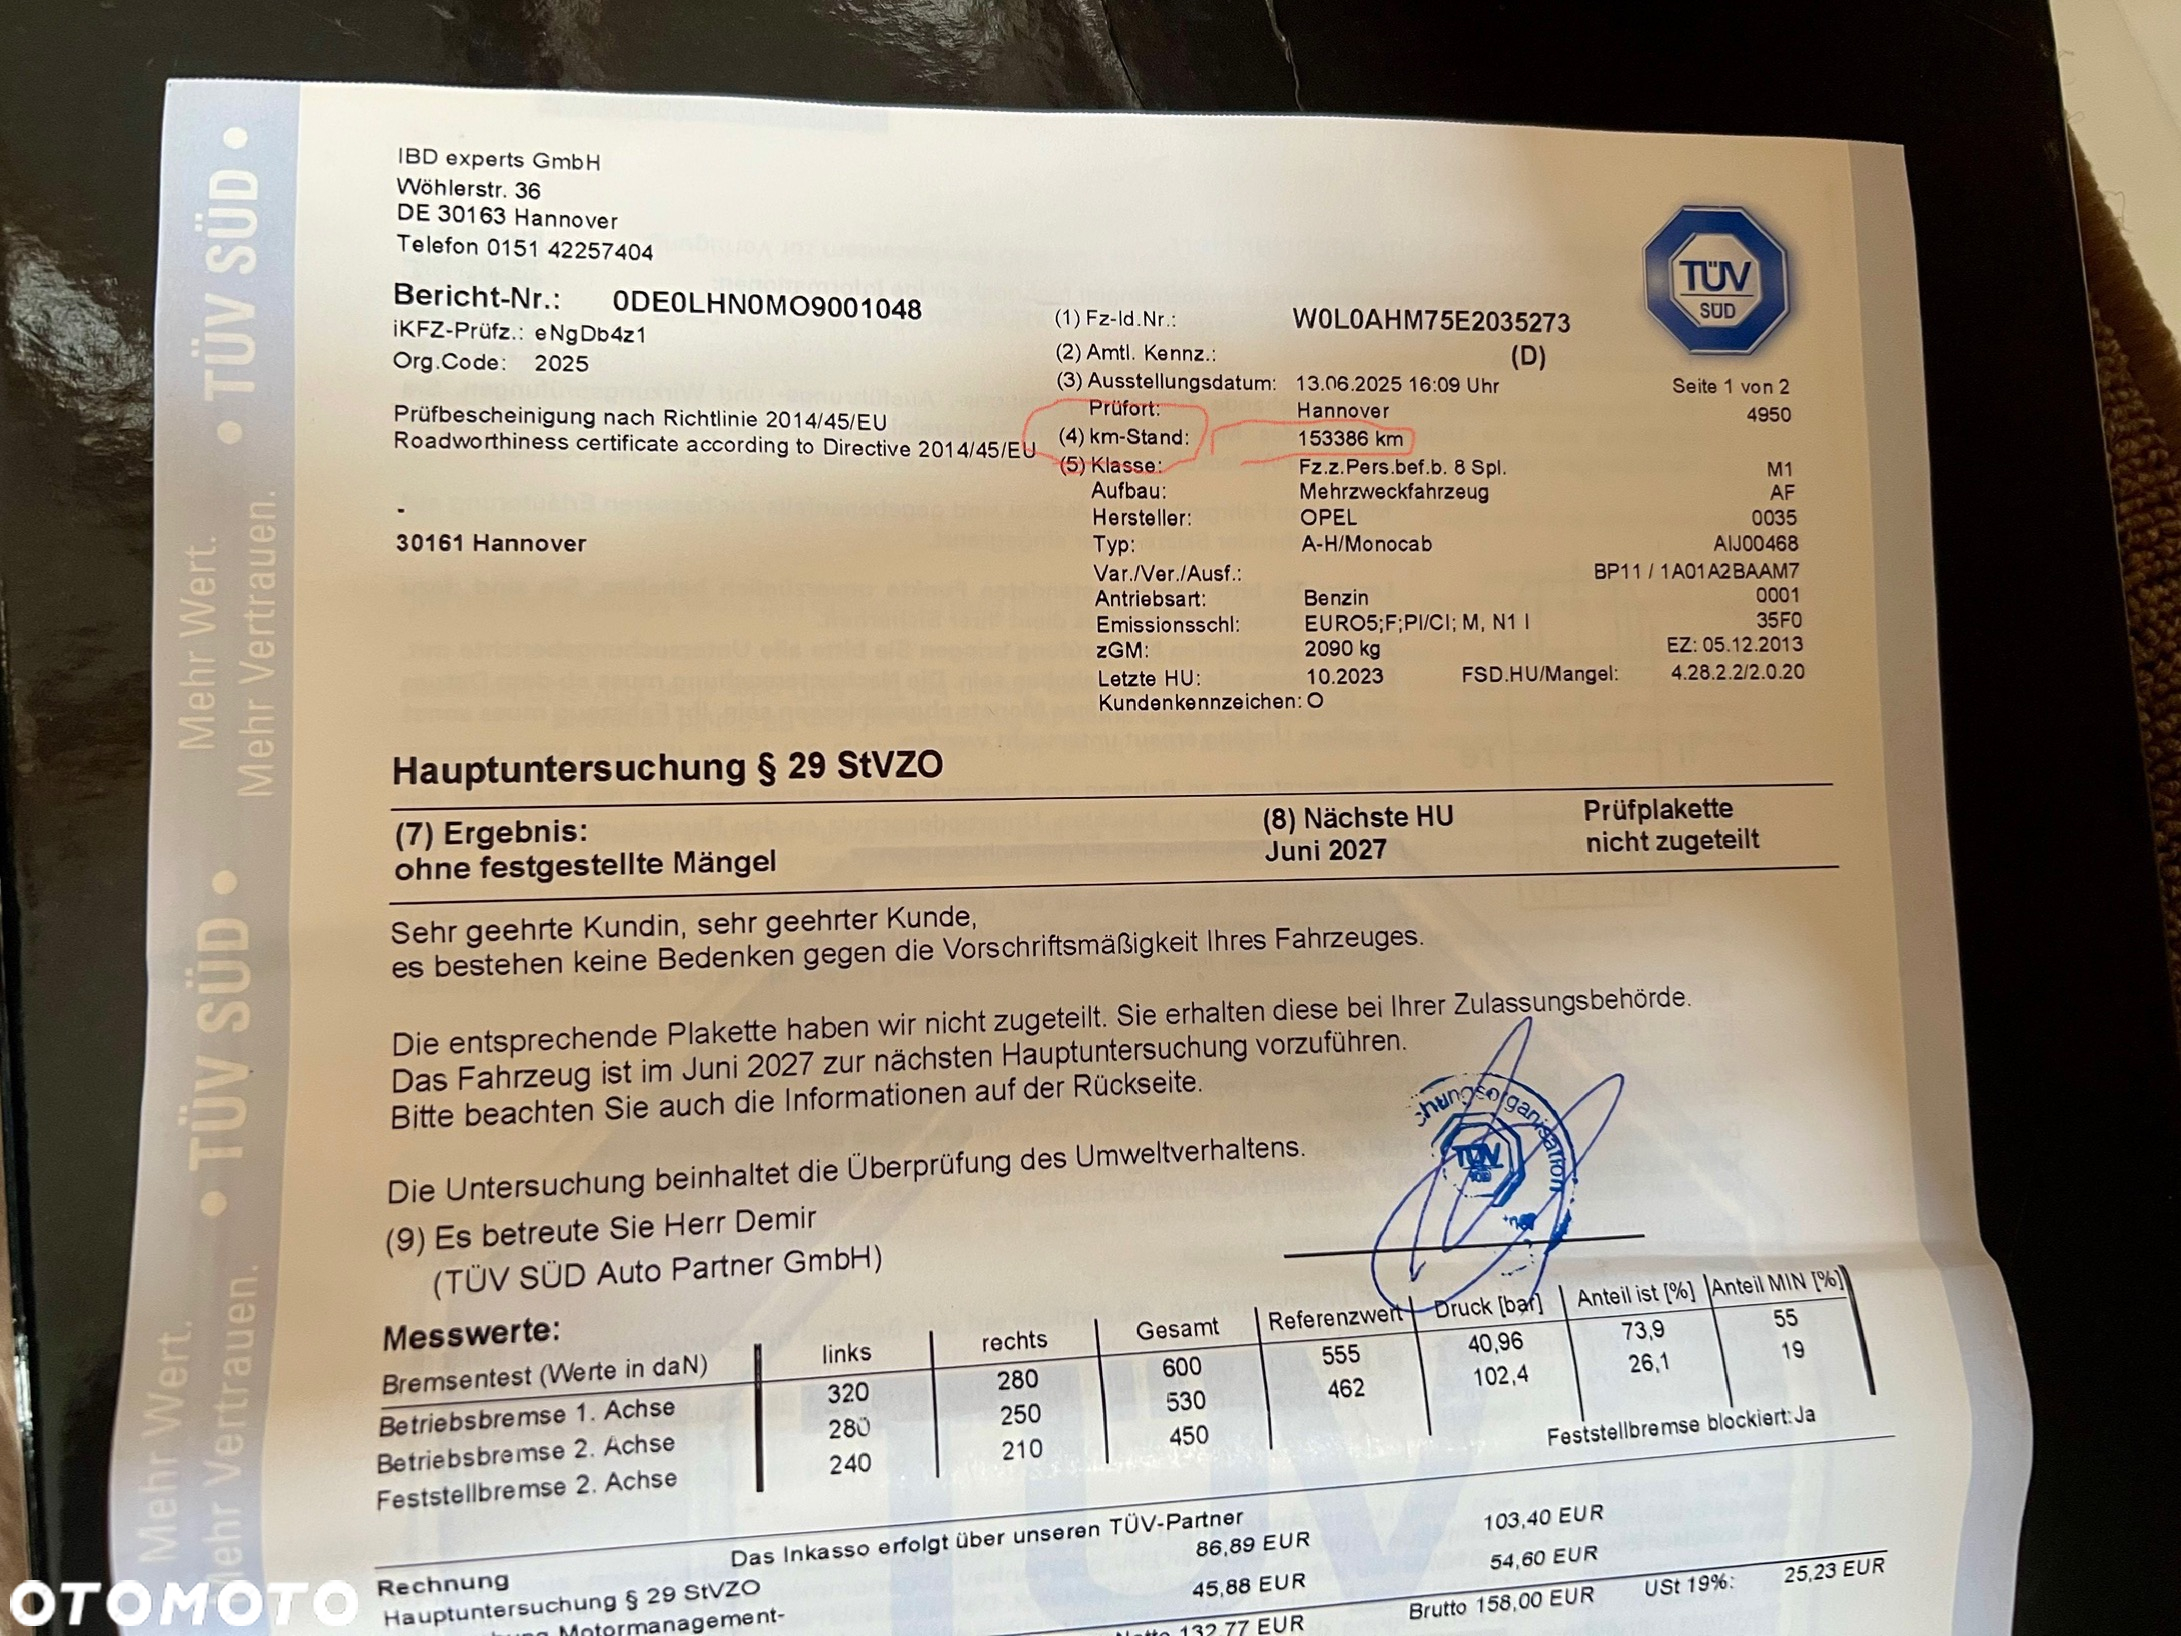 IBD experts GmbH
Wöhlerstr. 36
DE 30163 Hannover
Telefon 0151 42257404
Bericht-Nr.: 0DE0LHN0MO9001048
iKFZ-Prüfz.: eNgDb4z1
Org.Code: 2025
Prüfbescheinigung nach Richtlinie 2014/45/EU
Roadworthiness certificate according to Directive 2014/45/EU
-
30161 Hannover
TÜV
SÜD
(1) Fz-Id.Nr.: W0L0AHM75E2035273
(2) Amtl. Kennz.: (D)
(3) Ausstellungsdatum: 13.06.2025 16:09 Uhr Seite 1 von 2
Prüfort: Hannover 4950
(4) km-Stand: 153386 km
(5) Klasse: Fz.z.Pers.bef.b. 8 Spl. M1
Aufbau: Mehrzweckfahrzeug AF
Hersteller: OPEL 0035
Typ: A-H/Monocab AIJ00468
Var./Ver./Ausf.: BP11 / 1A01A2BAAM7
Antriebsart: Benzin 0001
Emissionsschl: EURO5;F;PI/CI; M, N1 I 35F0
zGM: 2090 kg EZ: 05.12.2013
Letzte HU: 10.2023 FSD.HU/Mangel: 4.28.2.2/2.0.20
Kundenkennzeichen: O
Hauptuntersuchung § 29 StVZO
(7) Ergebnis: (8) Nächste HU Prüfplakette
ohne festgestellte Mängel Juni 2027 nicht zugeteilt
Sehr geehrte Kundin, sehr geehrter Kunde,
es bestehen keine Bedenken gegen die Vorschriftsmäßigkeit Ihres Fahrzeuges.
Die entsprechende Plakette haben wir nicht zugeteilt. Sie erhalten diese bei Ihrer Zulassungsbehörde.
Das Fahrzeug ist im Juni 2027 zur nächsten Hauptuntersuchung vorzuführen.
Bitte beachten Sie auch die Informationen auf der Rückseite.
Die Untersuchung beinhaltet die Überprüfung des Umweltverhaltens.
(9) Es betreute Sie Herr Demir
(TÜV SÜD Auto Partner GmbH)
chungsorganisation
TÜV
Messwerte:
Bremsentest (Werte in daN) links rechts Gesamt Referenzwert Druck [bar] Anteil ist [%] Anteil MIN [%]
Betriebsbremse 1. Achse 320 280 600 555 40,96 73,9 55
Betriebsbremse 2. Achse 280 250 530 462 102,4 26,1 19
Feststellbremse 2. Achse 240 210 450
Feststellbremse blockiert:Ja
Das Inkasso erfolgt über unseren TÜV-Partner
Rechnung
Hauptuntersuchung § 29 StVZO 86,89 EUR 103,40 EUR
Motormanagement- 45,88 EUR 54,60 EUR
Netto 132,77 EUR Brutto 158,00 EUR USt 19%: 25,23 EUR
• TÜV SÜD •
Mehr Wert.
Mehr Vertrauen.
• TÜV SÜD •
Mehr Wert.
Mehr Vertrauen.
OTOMOTO